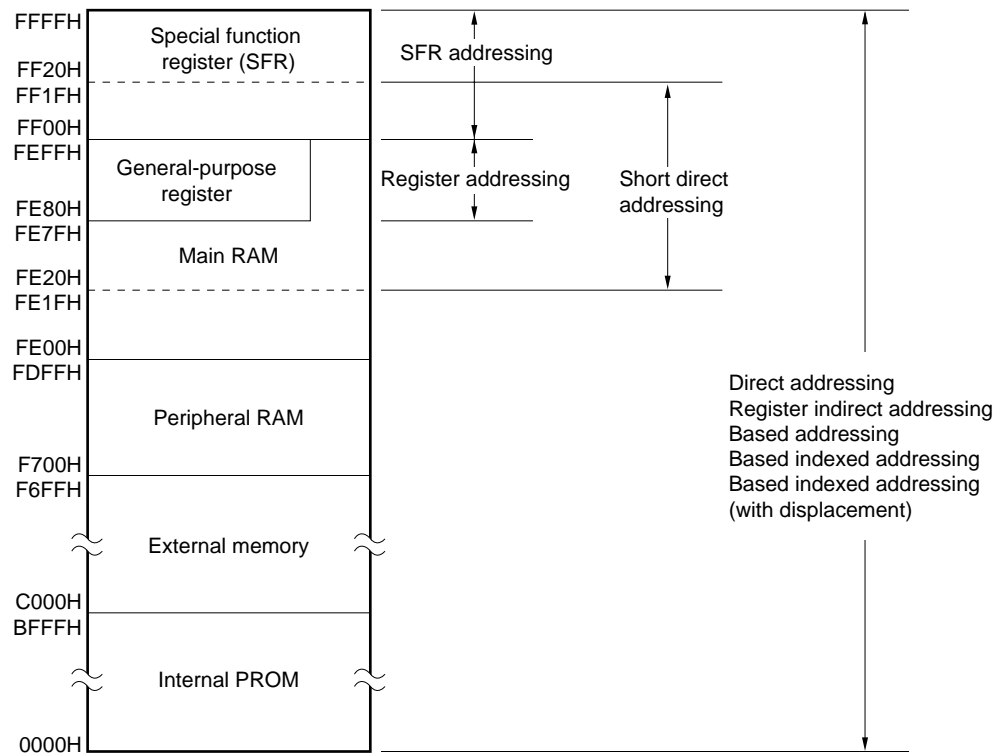 FFFFH
Special function
register (SFR)
SFR addressing
FF20H
FF1FH
FF00H
FEFFH
General-purpose
register
Register addressing
Short direct
addressing
FE80H
FE7FH
Main RAM
FE20H
FE1FH
FE00H
FDFFH
Peripheral RAM
Direct addressing
Register indirect addressing
Based addressing
Based indexed addressing
Based indexed addressing
(with displacement)
F700H
F6FFH
External memory
C000H
BFFFH
Internal PROM
0000H